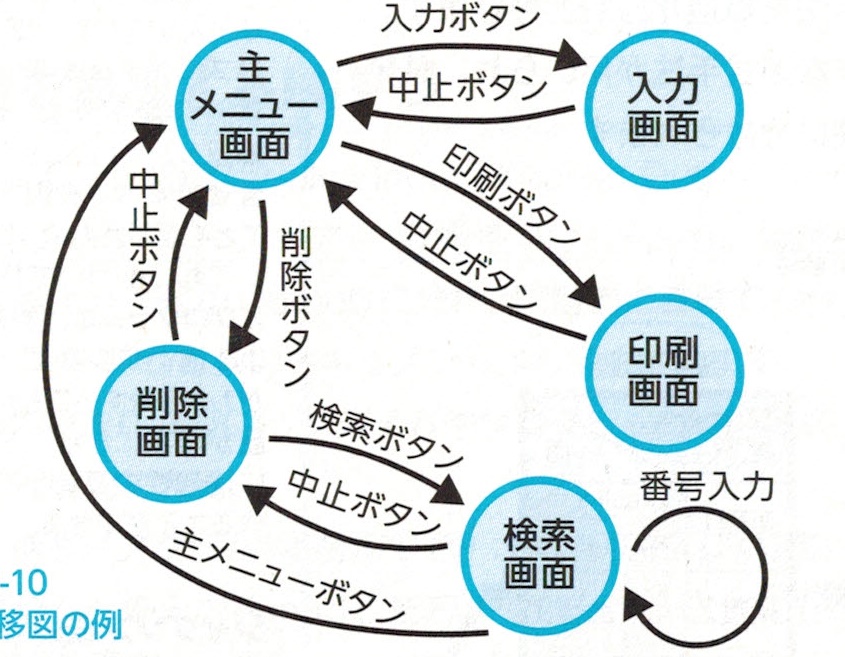 入力ボタン
主
メニュー
画面
中止ボタン
入力
画面
印刷ボタン
中止ボタン
中止ボタン
削除ボタン
印刷
画面
削除
画面
検索ボタン
中止ボタン
番号入力
検索
画面
主メニューボタン
-10
移図の例